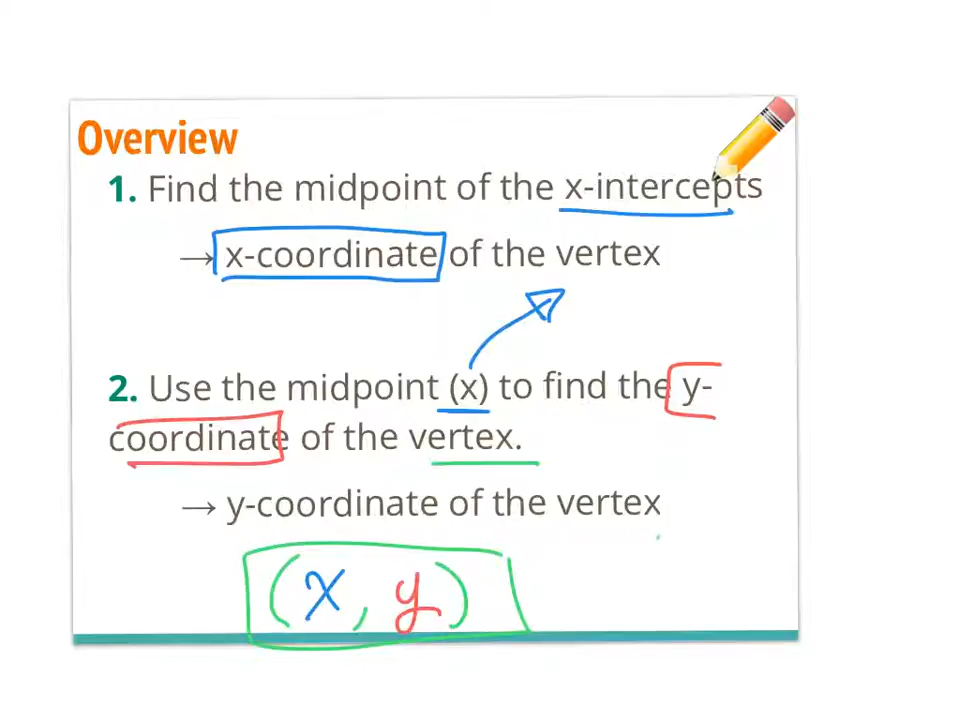 Overview
1. Find the midpoint of the x-intercepts
→ x-coordinate of the vertex
2. Use the midpoint (x) to find the y-
coordinate of the vertex.
→ y-coordinate of the vertex
(x, y)